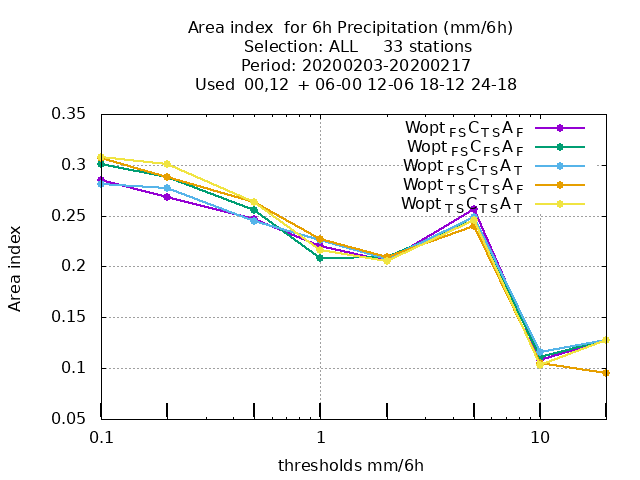 Area index  for 6h Precipitation (mm/6h)
Selection: ALL     33 stations
Period: 20200203-20200217
Used  00,12  + 06-00 12-06 18-12 24-18
0.35
0.3
0.25
0.2
0.15
0.1
0.05
Area index
Wopt FS C TS A F
Wopt FS C FS A F
Wopt FS C TS A T
Wopt TS C TS A F
Wopt TS C TS A T
0.1 1 10
thresholds mm/6h